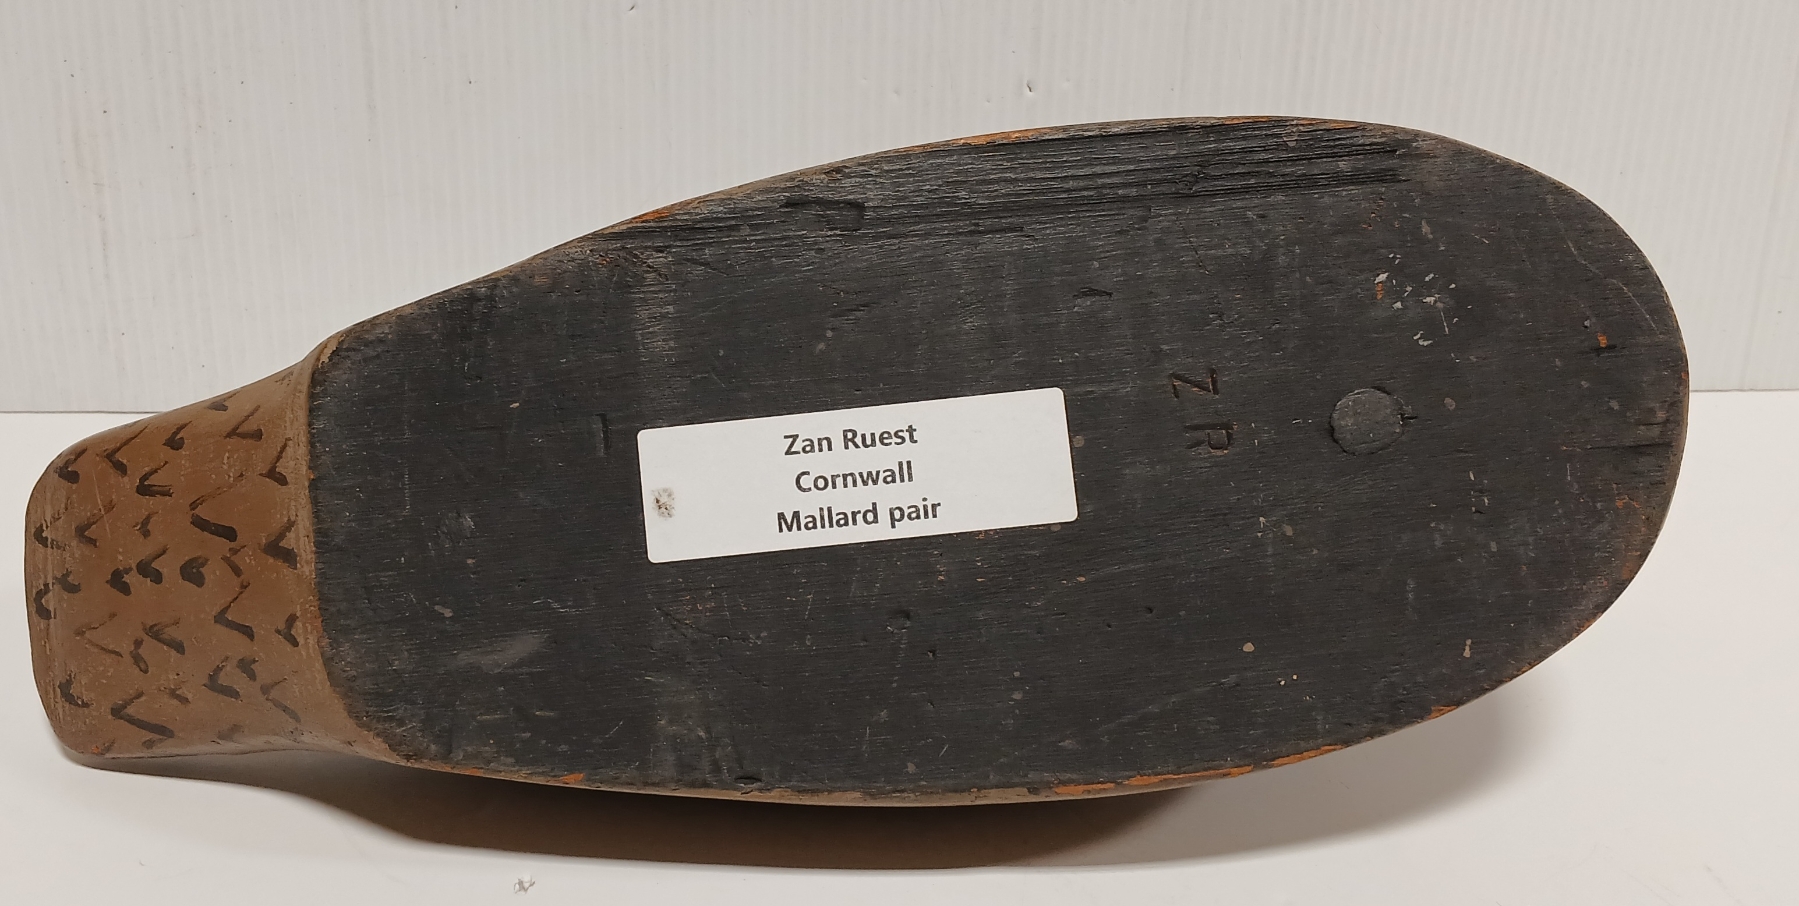 Zan Ruest
Cornwall
Mallard pair
Z R